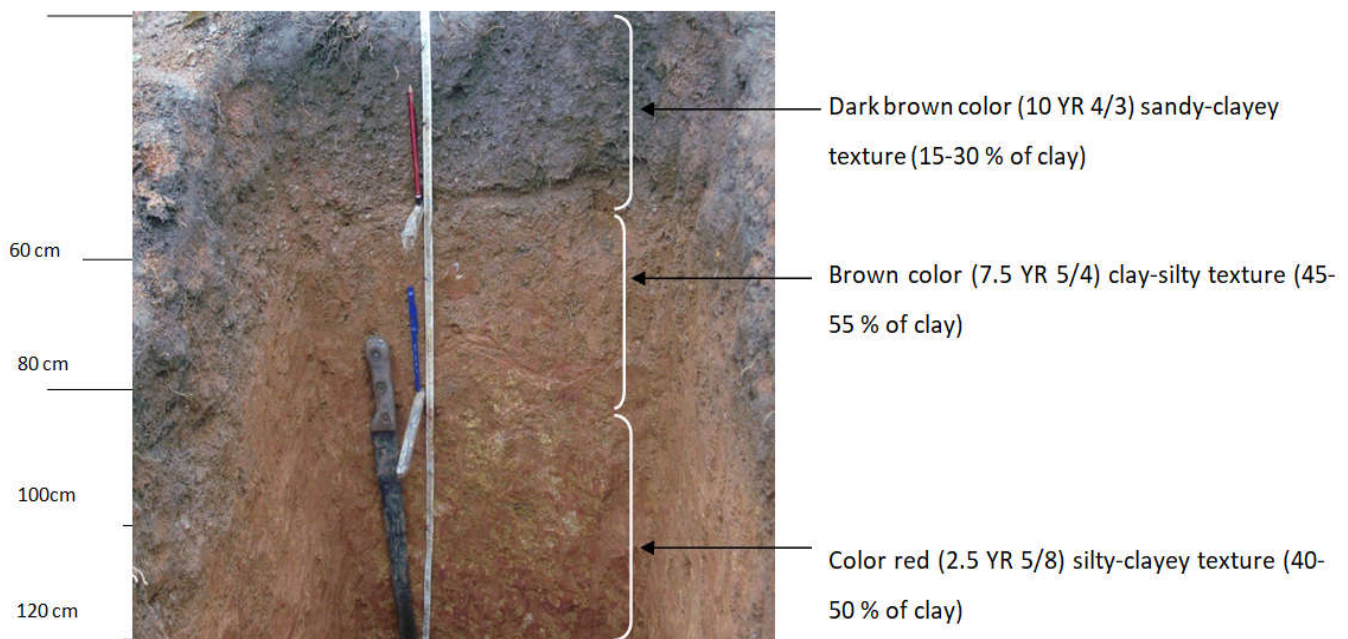 Dark brown color (10 YR 4/3) sandy-clayey
texture (15-30 % of clay)
60 cm
Brown color (7.5 YR 5/4) clay-silty texture (45-
55 % of clay)
80 cm
100cm
Color red (2.5 YR 5/8) silty-clayey texture (40-
50 % of clay)
120 cm